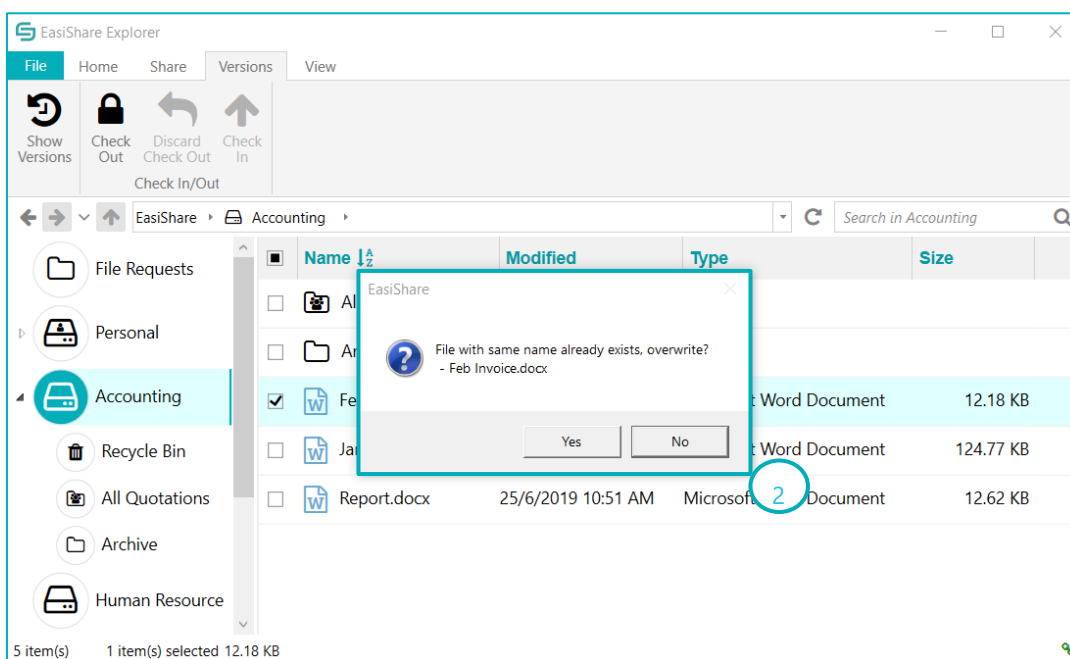 EasiShare Explorer
File Home Share Versions View
Show Versions
Check Out
Discard Check Out
Check In
Check In/Out
EasiShare Accounting
Search in Accounting
Name Modified Type Size
File Requests
Personal
Accounting
Recycle Bin
All Quotations
Archive
Human Resource
Al
Ar
Fe t Word Document 12.18 KB
Ja t Word Document 124.77 KB
Report.docx 25/6/2019 10:51 AM Microsoft Document 12.62 KB
EasiShare
File with same name already exists, overwrite?
- Feb Invoice.docx
Yes No
2
5 item(s) 1 item(s) selected 12.18 KB